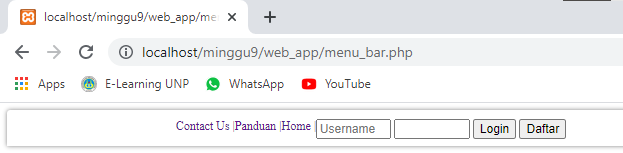 localhost/minggu9/web_app/men
localhost/minggu9/web_app/menu_bar.php
Apps E-Learning UNP WhatsApp YouTube
Contact Us |Panduan |Home Username Login Daftar